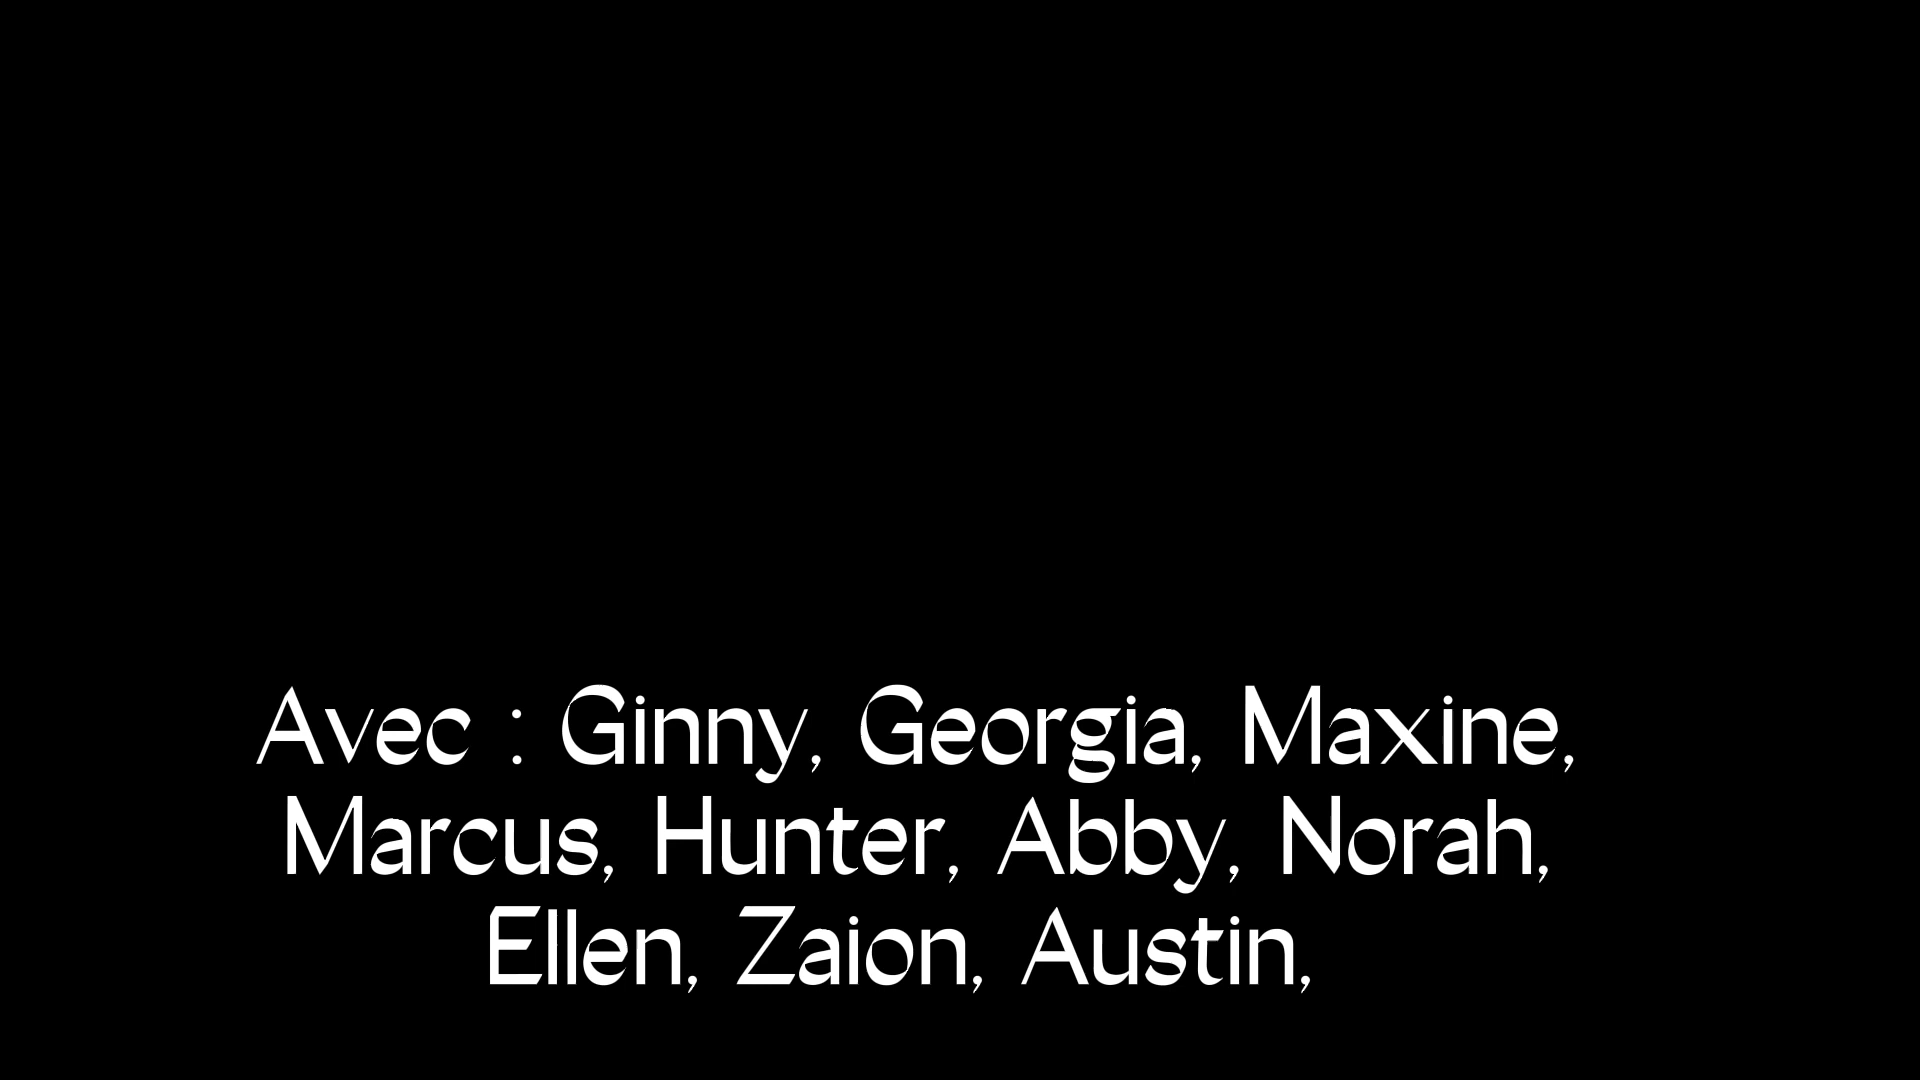 Avec : Ginny, Georgia, Maxine,
Marcus, Hunter, Abby, Norah,
Ellen, Zaion, Austin,